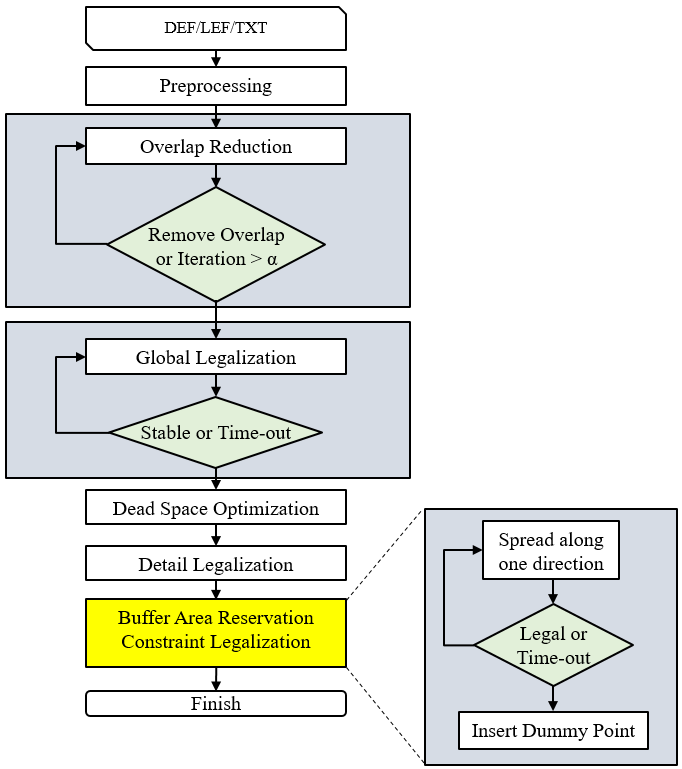 DEF/LEF/TXT
Preprocessing
Overlap Reduction
Remove Overlap
or Iteration > α
Global Legalization
Stable or Time-out
Dead Space Optimization
Detail Legalization
Buffer Area Reservation
Constraint Legalization
Finish
Spread along
one direction
Legal or
Time-out
Insert Dummy Point